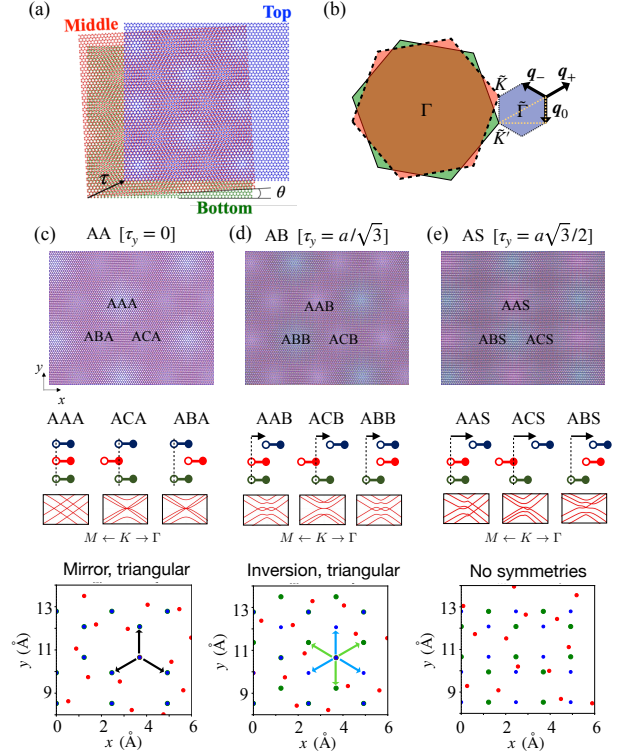 (a)
Top
Middle
τ
θ
Bottom
(b)
Γ
K̃
K̃′
Γ̃
q₋
q₊
q₀
(c) AA [τ_y = 0]
(d) AB [τ_y = a/√3]
(e) AS [τ_y = a√3/2]
AAA
ABA ACA
AAB
ABB ACB
AAS
ABS ACS
y
x
AAA ACA ABA
AAB ACB ABB
AAS ACS ABS
M ← K → Γ
M ← K → Γ
M ← K → Γ
Mirror, triangular
Inversion, triangular
No symmetries
y (Å)
13
11
9
8
0 2 4 6
x (Å)
y (Å)
13
11
9
8
0 2 4 6
x (Å)
y (Å)
13
11
9
8
0 2 4 6
x (Å)